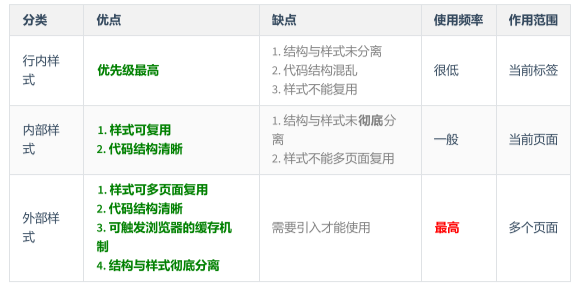 分类 优点 缺点 使用频率 作用范围
行内样
式
优先级最高
1. 结构与样式未分离
2. 代码结构混乱
3. 样式不能复用
很低
当前标签
内部样
式
1. 样式可复用
2. 代码结构清晰
1. 结构与样式未彻底分
离
2. 样式不能多页面复用
一般
当前页面
外部样
式
1. 样式可多页面复用
2. 代码结构清晰
3. 可触发浏览器的缓存机
制
4. 结构与样式彻底分离
需要引入才能使用
最高
多个页面